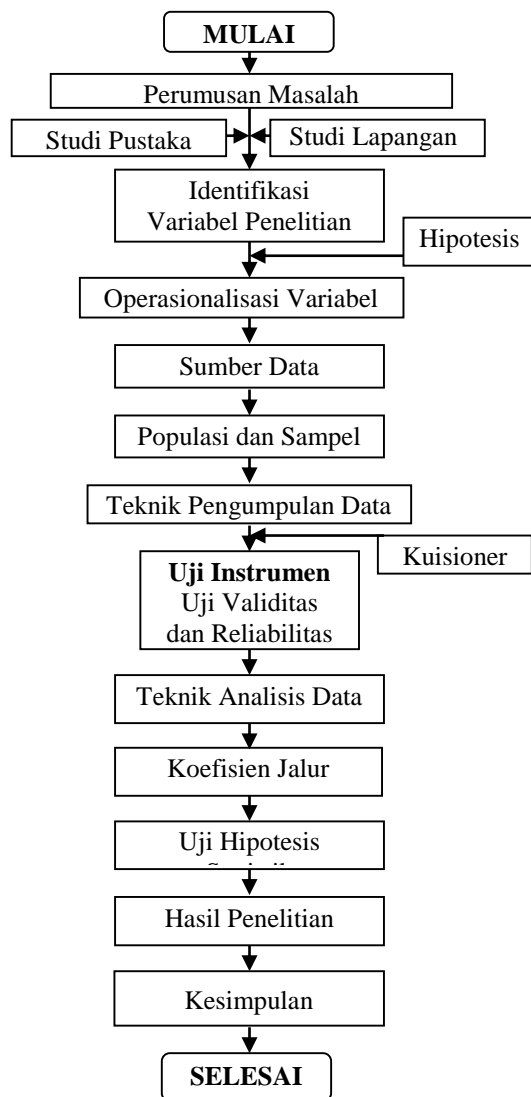 MULAI
Perumusan Masalah
Studi Pustaka
Studi Lapangan
Identifikasi
Variabel Penelitian
Hipotesis
Operasionalisasi Variabel
Sumber Data
Populasi dan Sampel
Teknik Pengumpulan Data
Kuisioner
Uji Instrumen
Uji Validitas
dan Reliabilitas
Teknik Analisis Data
Koefisien Jalur
Uji Hipotesis
Hasil Penelitian
Kesimpulan
SELESAI